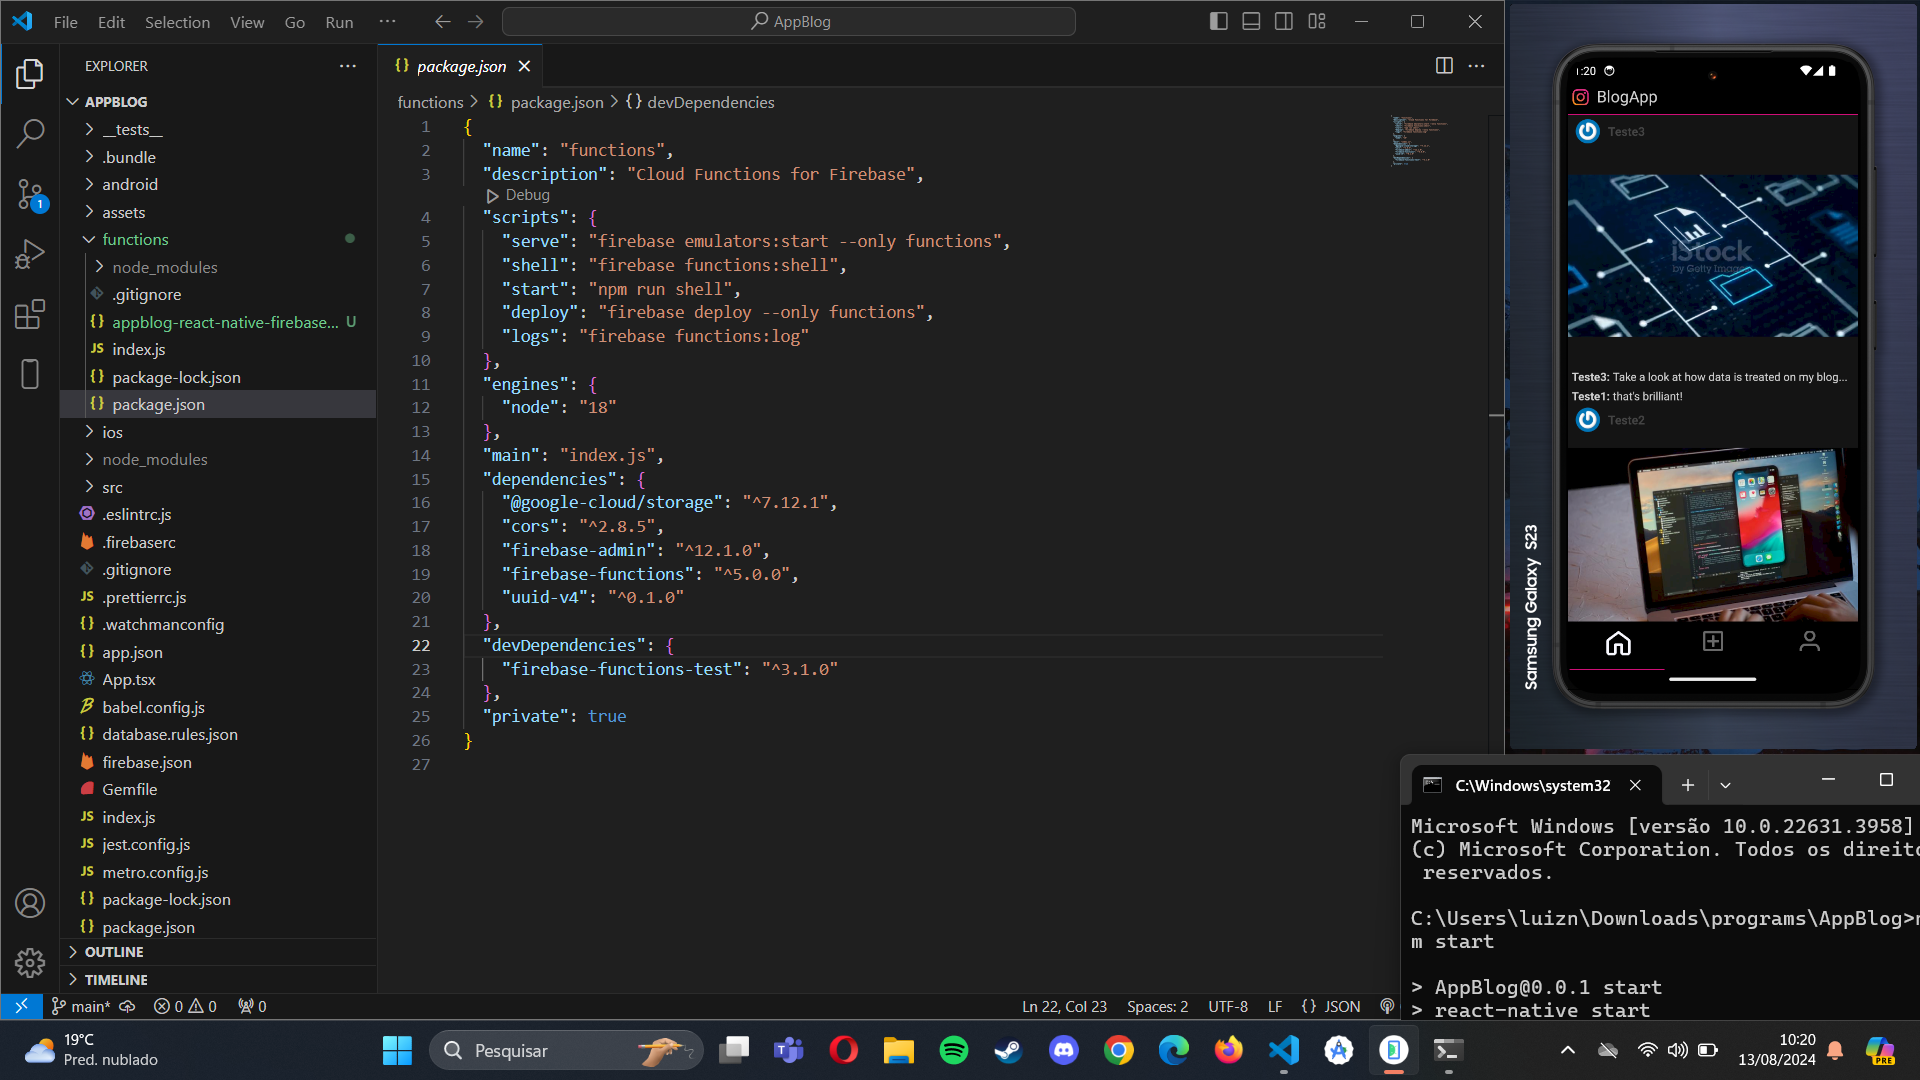 File Edit Selection View Go Run ···
AppBlog
EXPLORER
APPBLOG
__tests__
.bundle
android
assets
functions
node_modules
.gitignore
appblog-react-native-firebase... U
index.js
package-lock.json
package.json
ios
node_modules
src
.eslintrc.js
.firebaserc
.gitignore
.prettierrc.js
.watchmanconfig
app.json
App.tsx
babel.config.js
database.rules.json
firebase.json
Gemfile
index.js
jest.config.js
metro.config.js
package-lock.json
package.json
OUTLINE
TIMELINE
1
package.json
functions > package.json > {} devDependencies
1 {
2 "name": "functions",
3 "description": "Cloud Functions for Firebase",
Debug
4 "scripts": {
5 "serve": "firebase emulators:start --only functions",
6 "shell": "firebase functions:shell",
7 "start": "npm run shell",
8 "deploy": "firebase deploy --only functions",
9 "logs": "firebase functions:log"
10 },
11 "engines": {
12 "node": "18"
13 },
14 "main": "index.js",
15 "dependencies": {
16 "@google-cloud/storage": "^7.12.1",
17 "cors": "^2.8.5",
18 "firebase-admin": "^12.1.0",
19 "firebase-functions": "^5.0.0",
20 "uuid-v4": "^0.1.0"
21 },
22 "devDependencies": {
23 "firebase-functions-test": "^3.1.0"
24 },
25 "private": true
26 }
27
main* 0 0 0
Ln 22, Col 23 Spaces: 2 UTF-8 LF {} JSON
1:20
BlogApp
Teste3
iStock
by Getty Images
Teste3: Take a look at how data is treated on my blog...
Teste1: that's brilliant!
Teste2
Samsung Galaxy S23
C:\Windows\system32
Microsoft Windows [versão 10.0.22631.3958]
(c) Microsoft Corporation. Todos os direito
reservados.
C:\Users\luizn\Downloads\programs\AppBlog>n
m start
> AppBlog@0.0.1 start
> react-native start
19°C
Pred. nublado
Pesquisar
10:20
13/08/2024
PRE